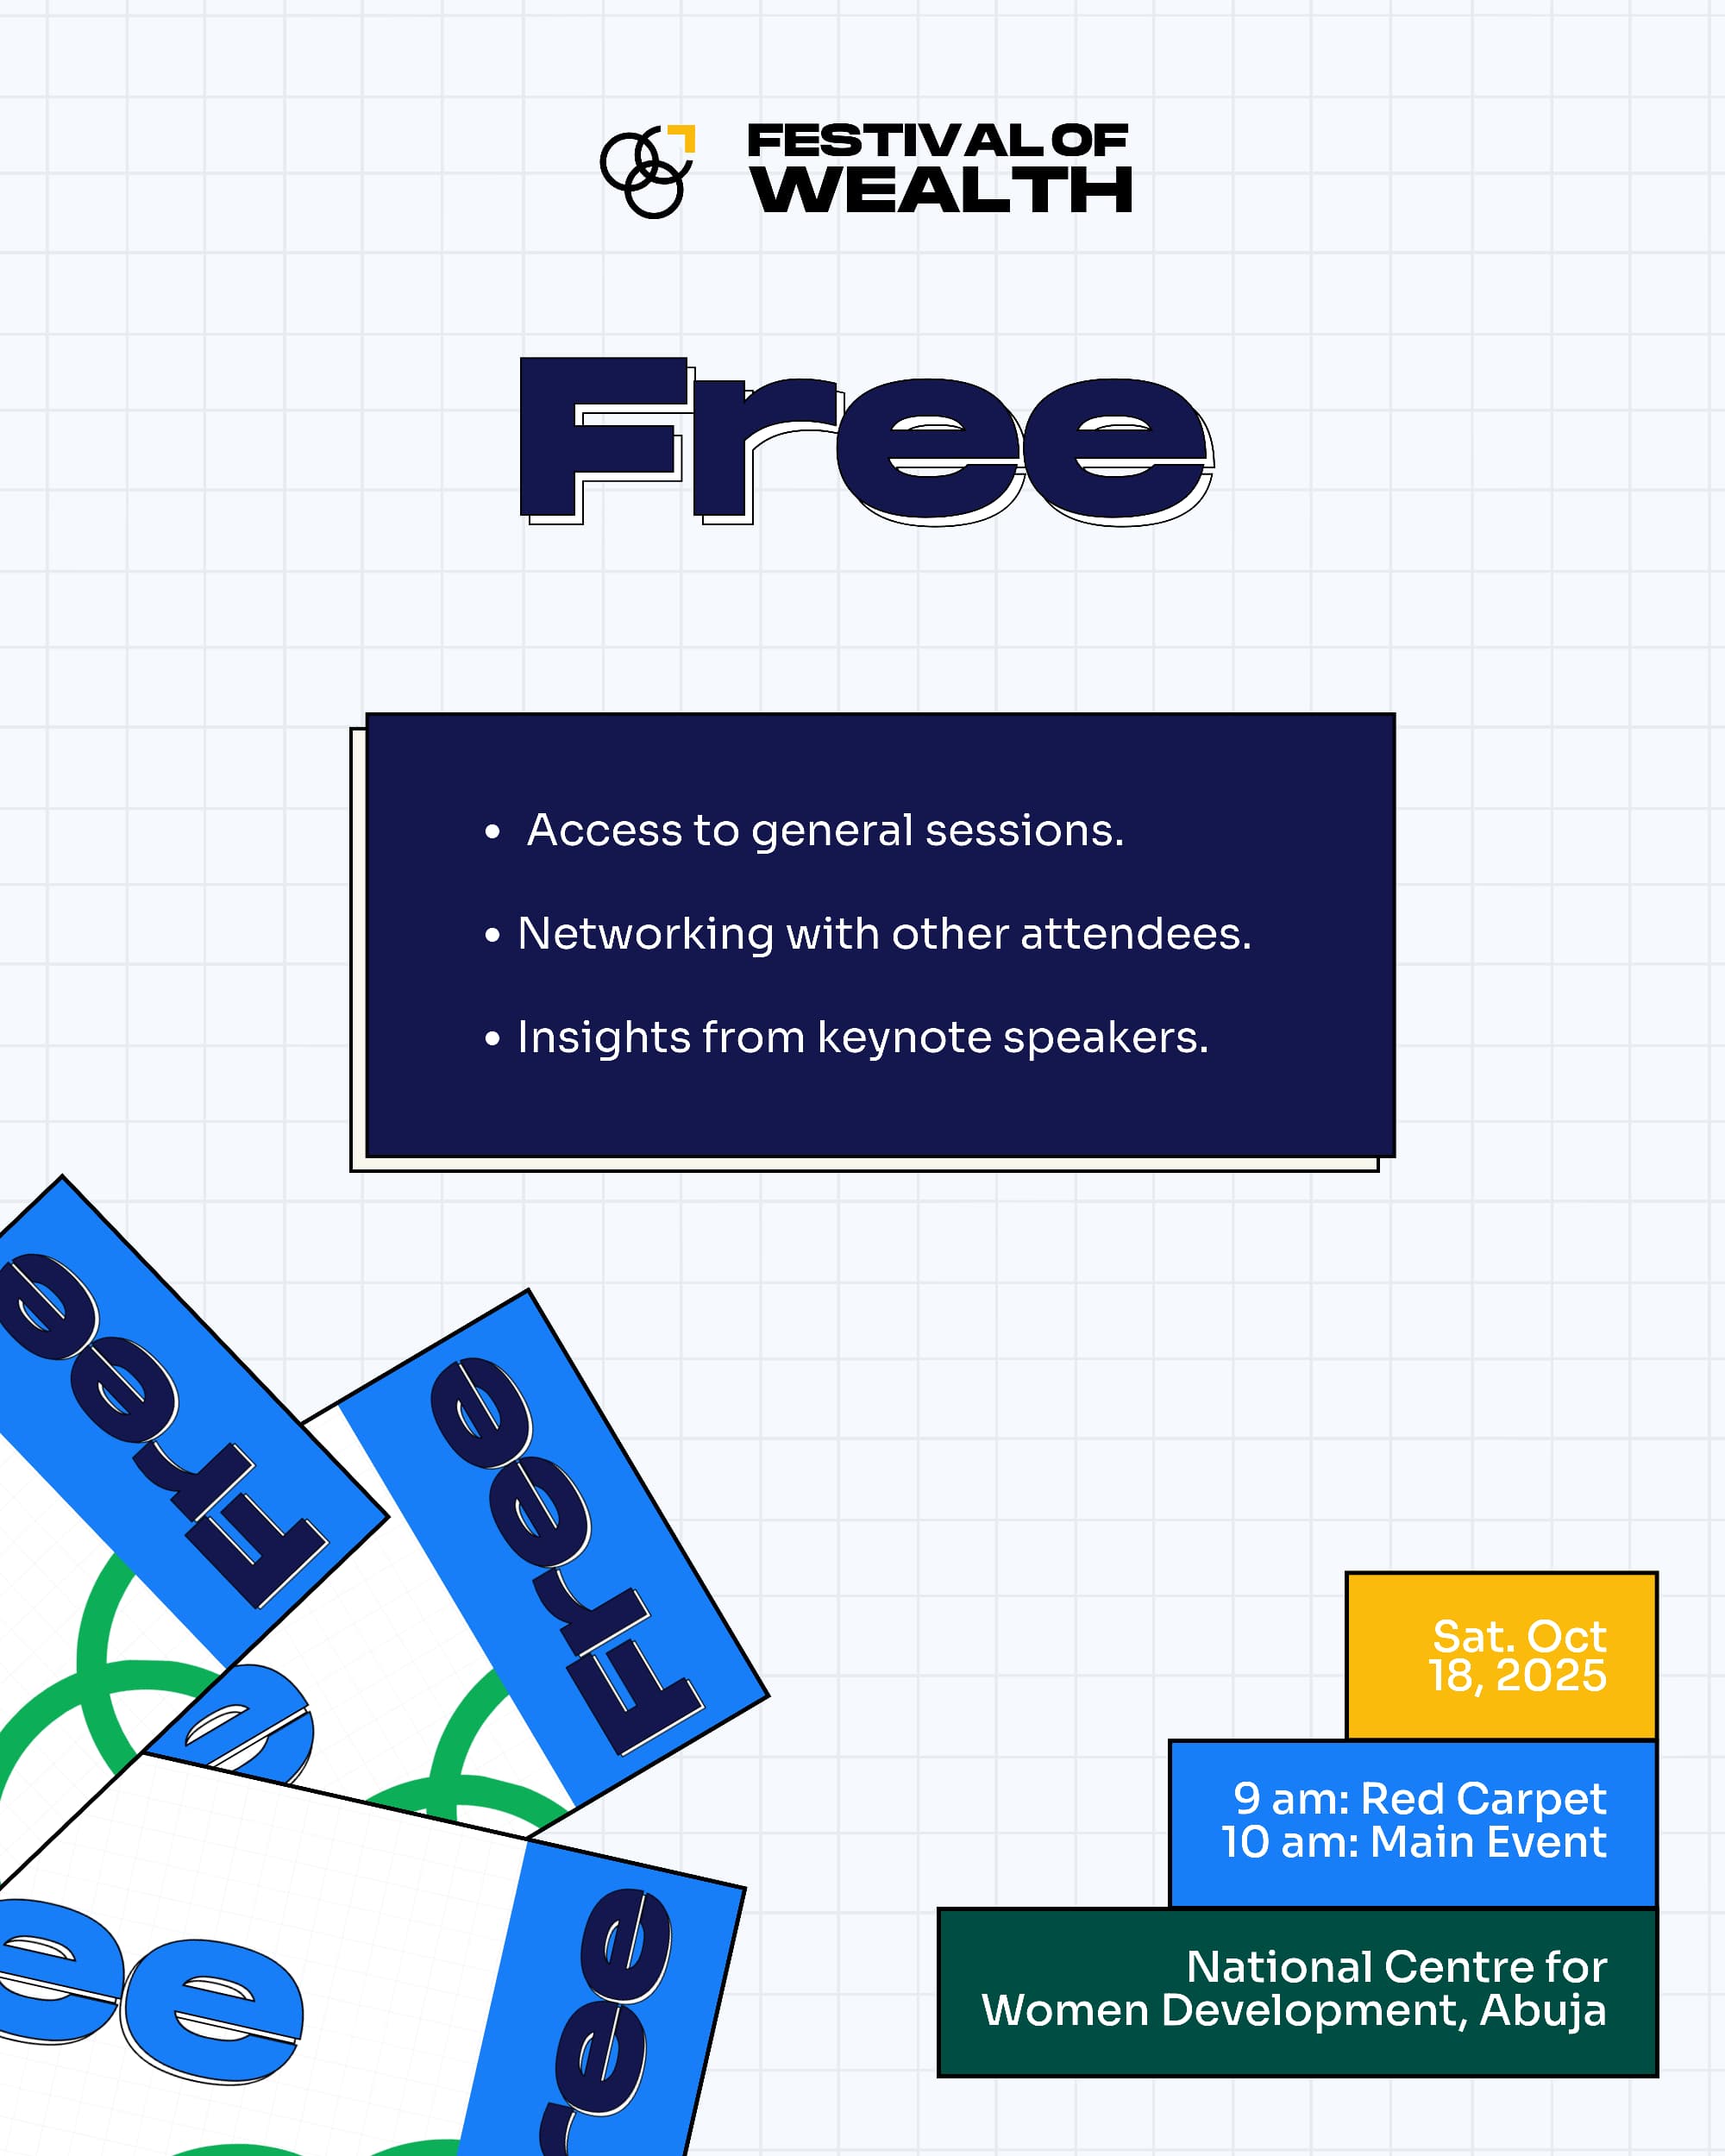 FESTIVAL OF
WEALTH
Free
• Access to general sessions.
• Networking with other attendees.
• Insights from keynote speakers.
Free
Free
e
ee
ree
Sat. Oct
18, 2025
9 am: Red Carpet
10 am: Main Event
National Centre for
Women Development, Abuja